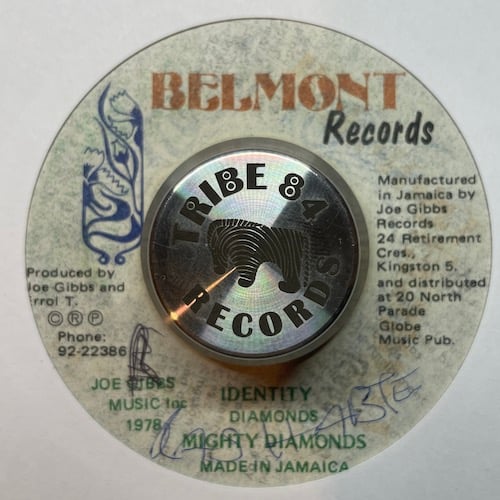 BELMONT
Records
TRIBE 84
RECORDS
Manufactured
in Jamaica by
Joe Gibbs
Records
24 Retirement
Cres.,
Kingston 5.
and distributed
at 20 North
Parade
Globe
Music Pub.
Produced by
Joe Gibbs and
Errol T.
Ⓒ Ⓡ Ⓟ
Phone:
92-22386
JOE GIBBS
MUSIC Inc
1978
IDENTITY
DIAMONDS
MIGHTY DIAMONDS
MADE IN JAMAICA